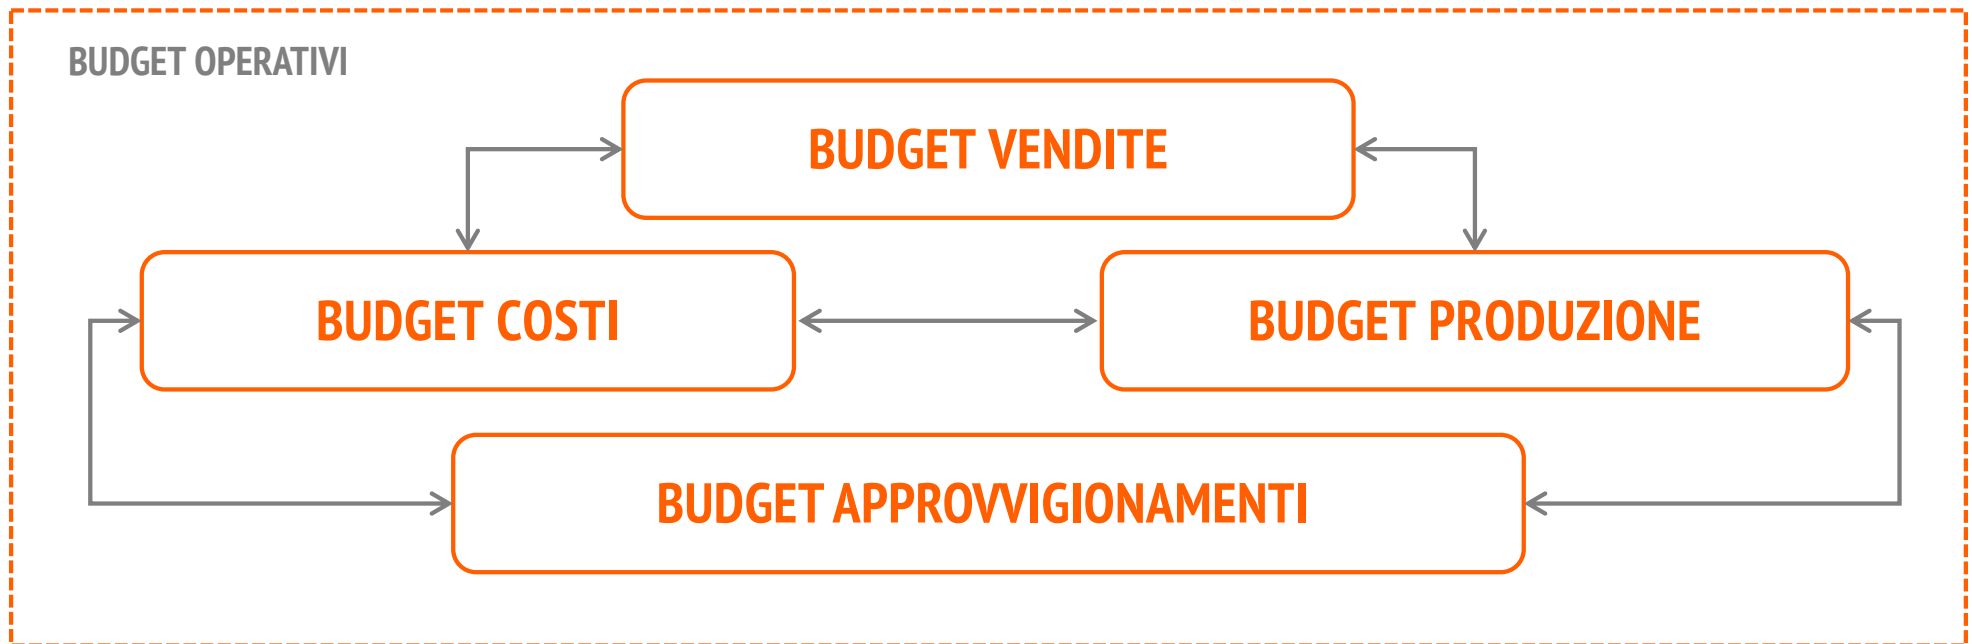 BUDGET OPERATIVI
BUDGET VENDITE
BUDGET COSTI
BUDGET PRODUZIONE
BUDGET APPROVVIGIONAMENTI